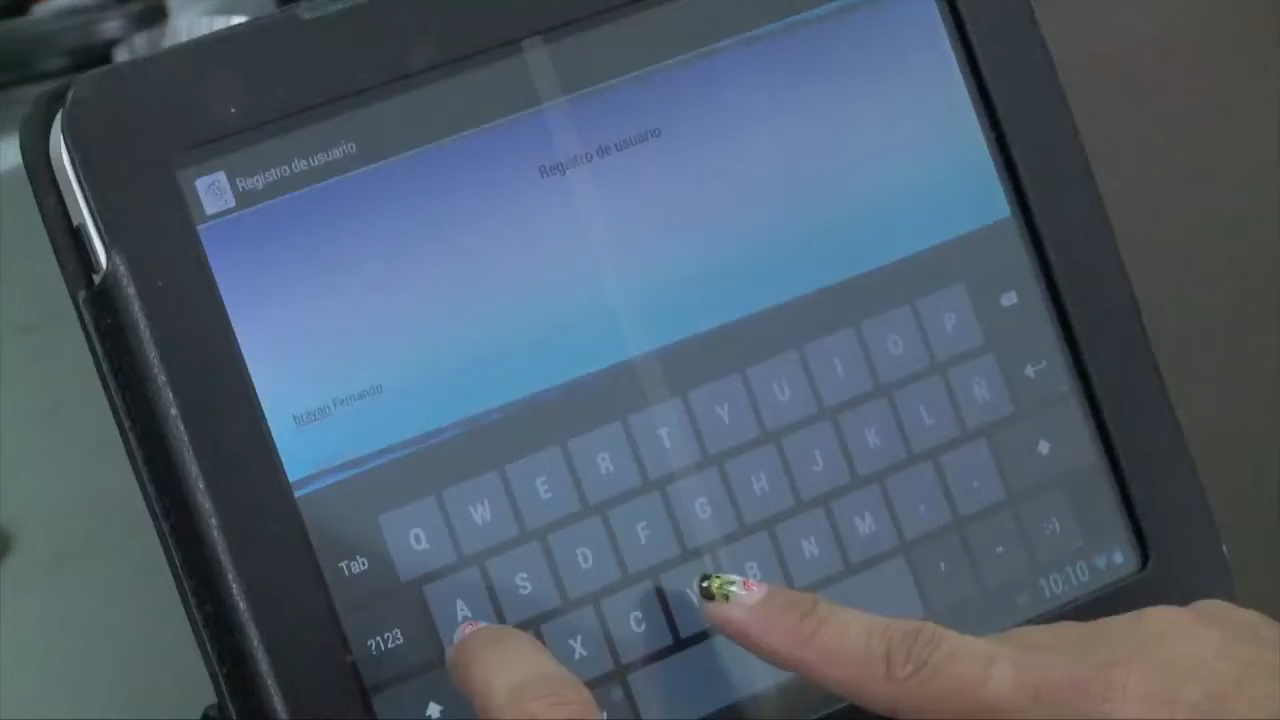 Registro de usuario
Registro de usuario
brayan Fernando
Q W E R T Y U I O P
Tab A S D F G H J K L Ñ
?123 X C V B N M , .
' - :-)
10:10